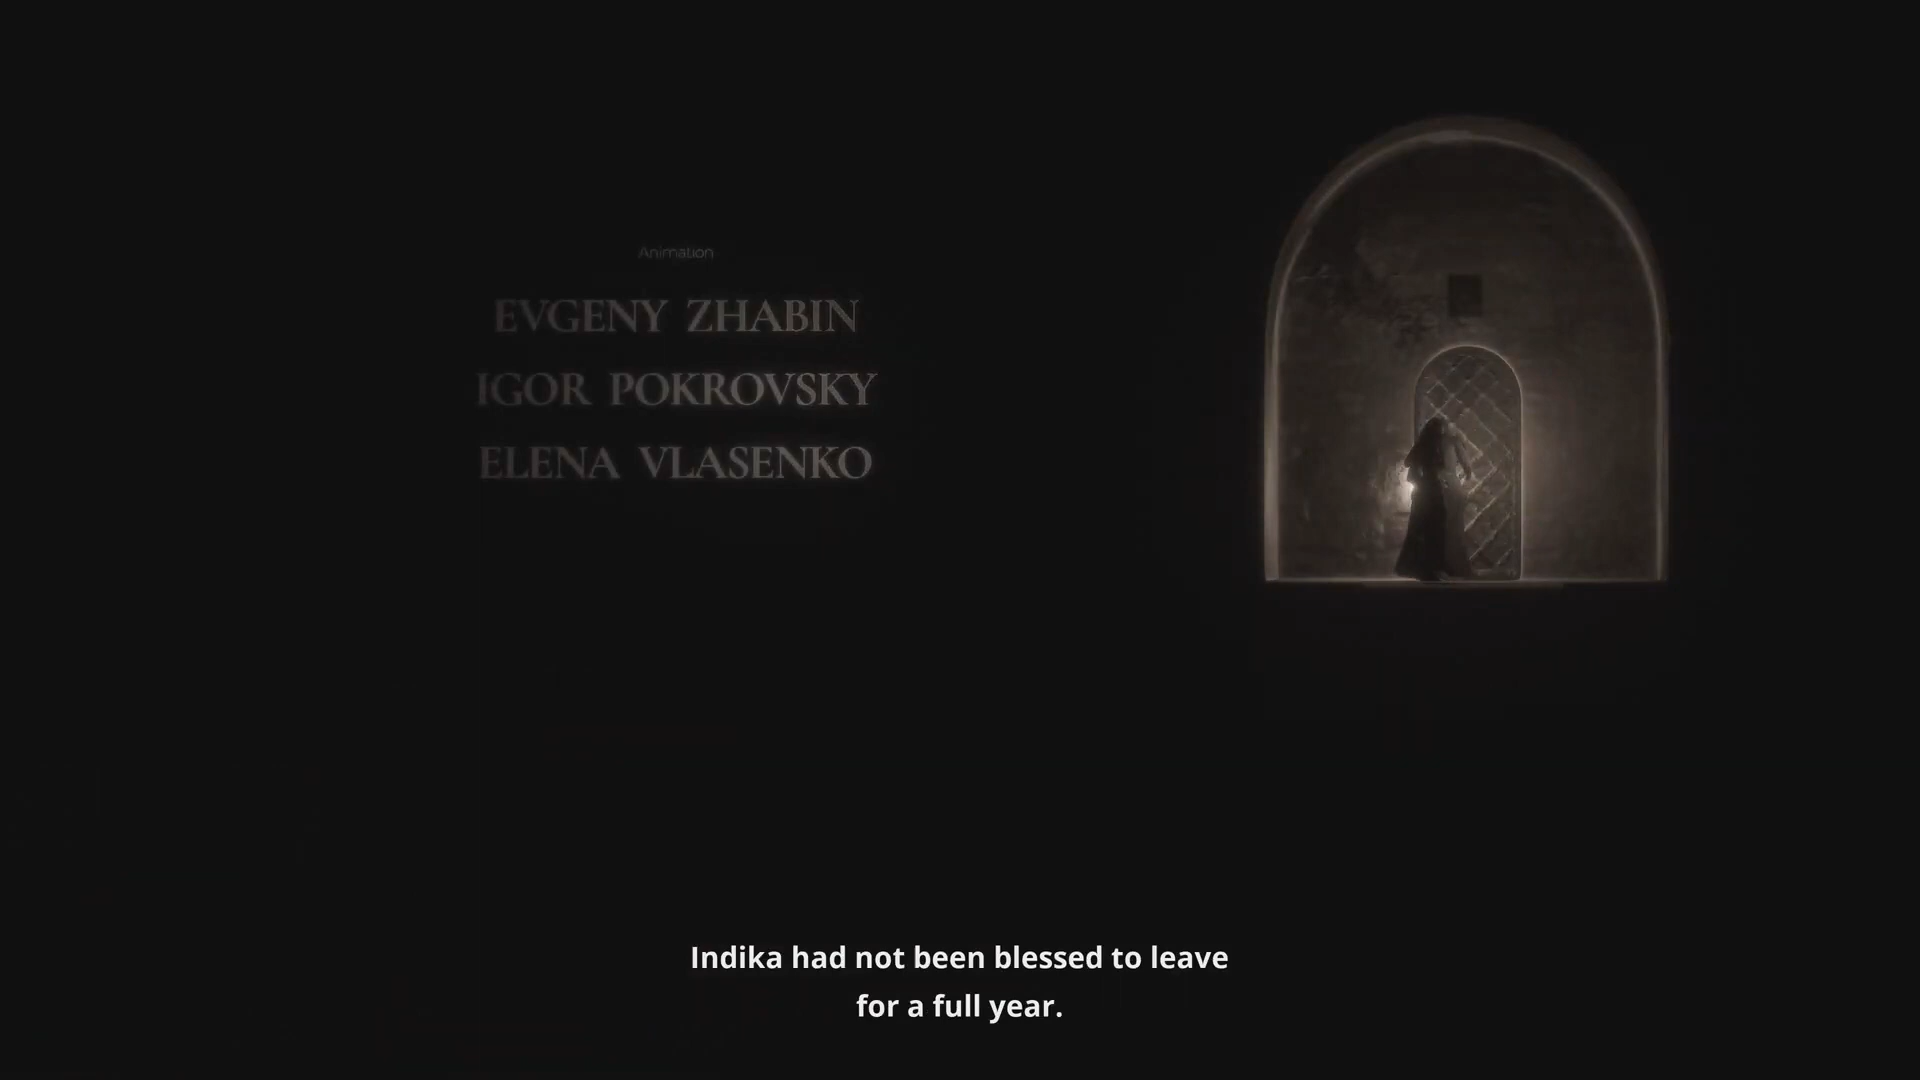 Animation
EVGENY ZHABIN
IGOR POKROVSKY
ELENA VLASENKO
Indika had not been blessed to leave
for a full year.